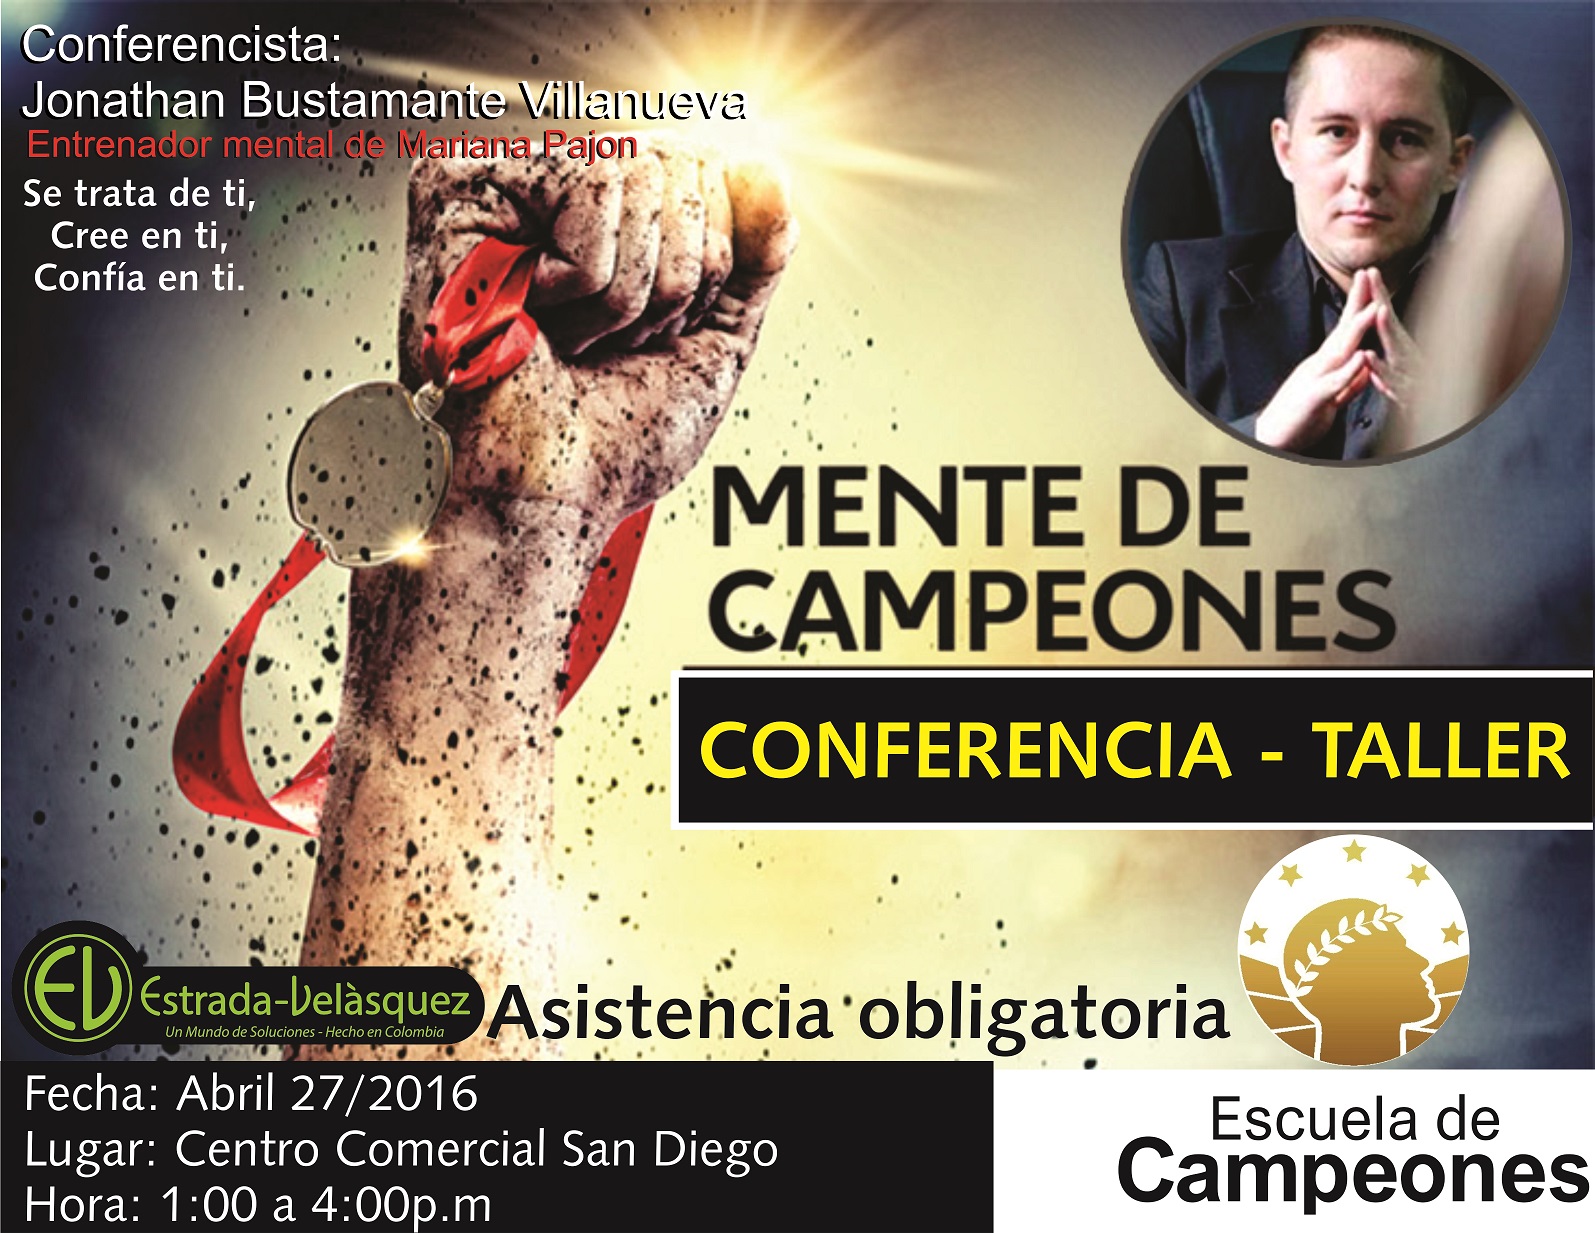 Conferencista:
Jonathan Bustamante Villanueva
Entrenador mental de Mariana Pajon
Se trata de ti,
Cree en ti,
Confía en ti.
MENTE DE
CAMPEONES
CONFERENCIA - TALLER
EV
Estrada-Velàsquez
Un Mundo de Soluciones - Hecho en Colombia
Asistencia obligatoria
Fecha: Abril 27/2016
Lugar: Centro Comercial San Diego
Hora: 1:00 a 4:00p.m
Escuela de
Campeones